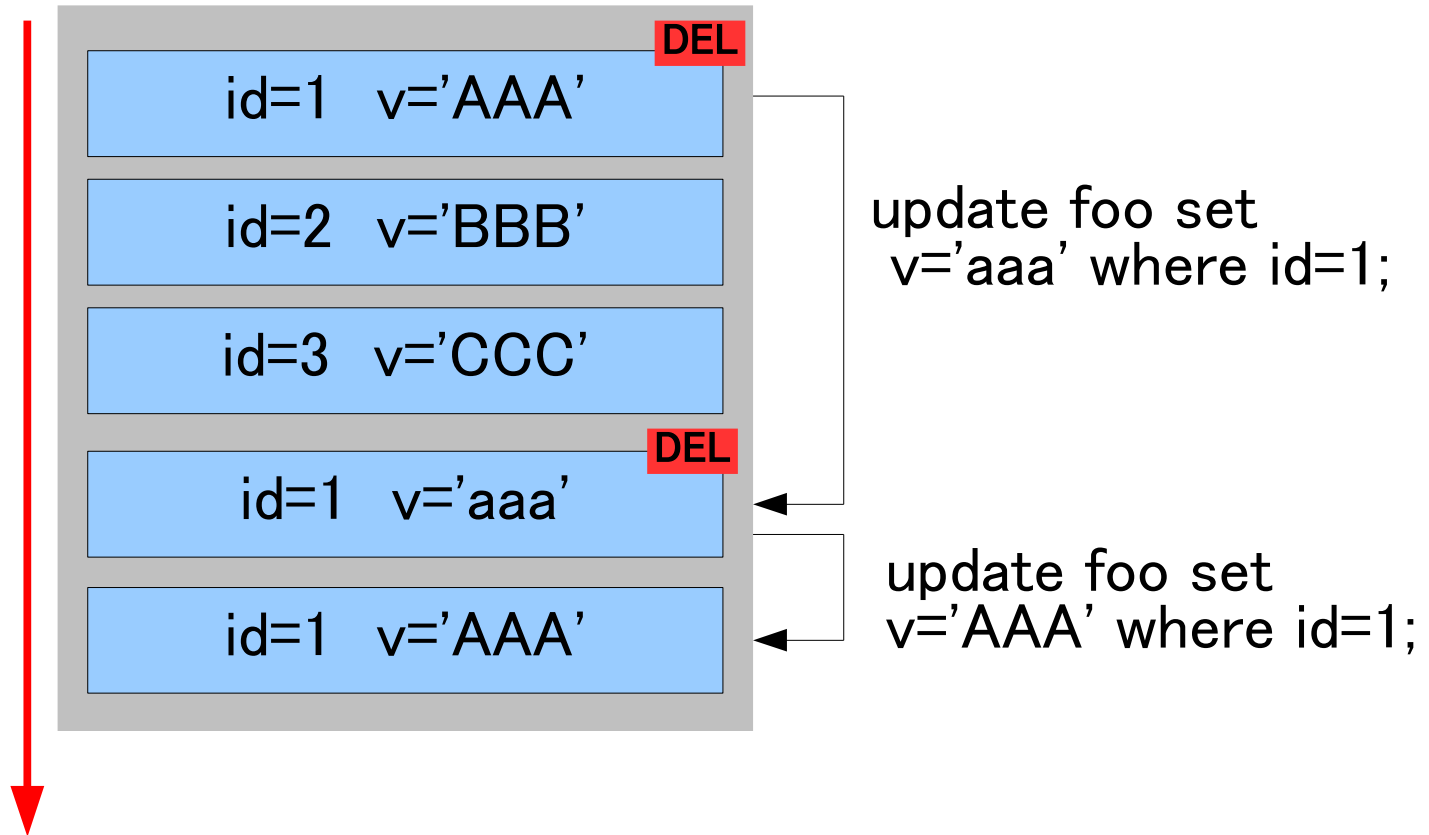 DEL
id=1 v='AAA'
id=2 v='BBB'
id=3 v='CCC'
DEL
id=1 v='aaa'
id=1 v='AAA'
update foo set
v='aaa' where id=1;
update foo set
v='AAA' where id=1;